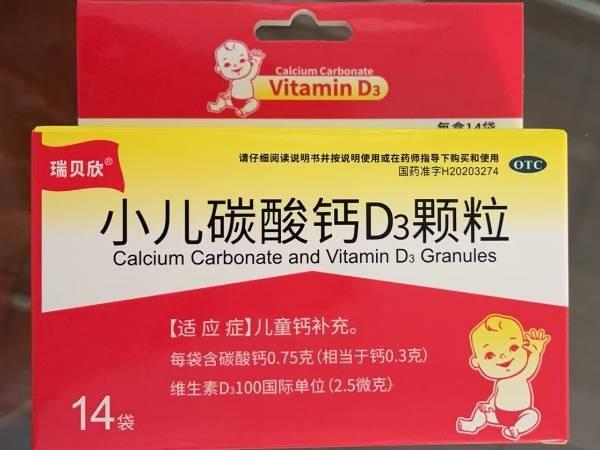 Calcium Carbonate
Vitamin D3
每盒14袋
瑞贝欣®
请仔细阅读说明书并按说明使用或在药师指导下购买和使用
国药准字H20203274
OTC
小儿碳酸钙D3颗粒
Calcium Carbonate and Vitamin D3 Granules
【适应症】儿童钙补充。
每袋含碳酸钙0.75克(相当于钙0.3克)
维生素D3100国际单位(2.5微克)
14袋